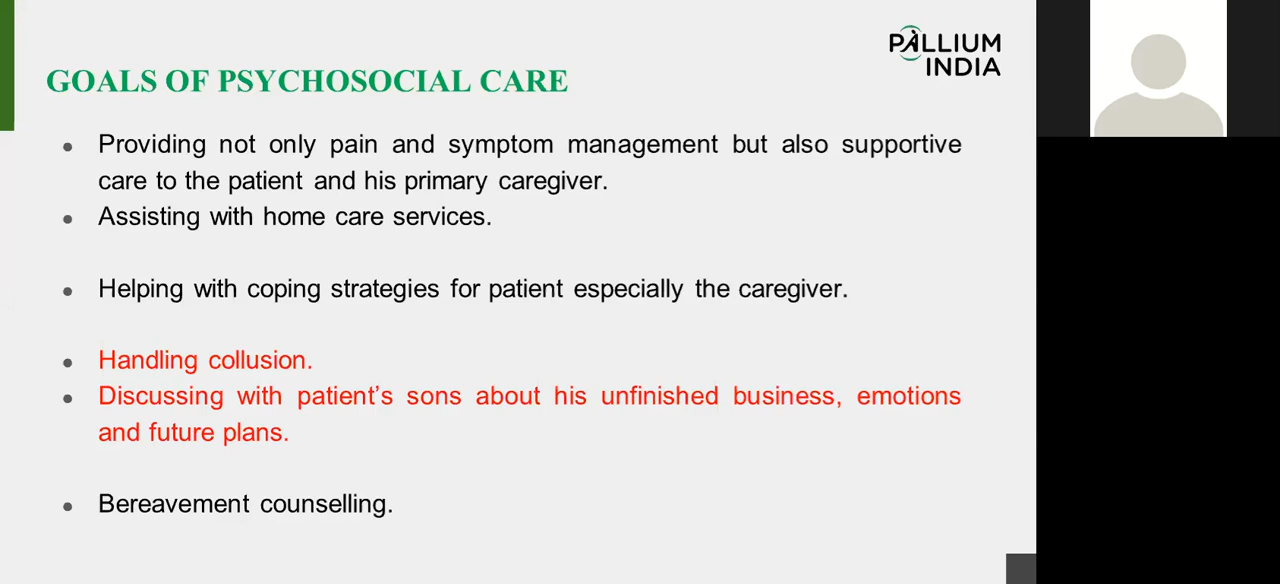 PALLIUM
INDIA
GOALS OF PSYCHOSOCIAL CARE
• Providing not only pain and symptom management but also supportive
care to the patient and his primary caregiver.
• Assisting with home care services.
• Helping with coping strategies for patient especially the caregiver.
• Handling collusion.
• Discussing with patient’s sons about his unfinished business, emotions
and future plans.
• Bereavement counselling.